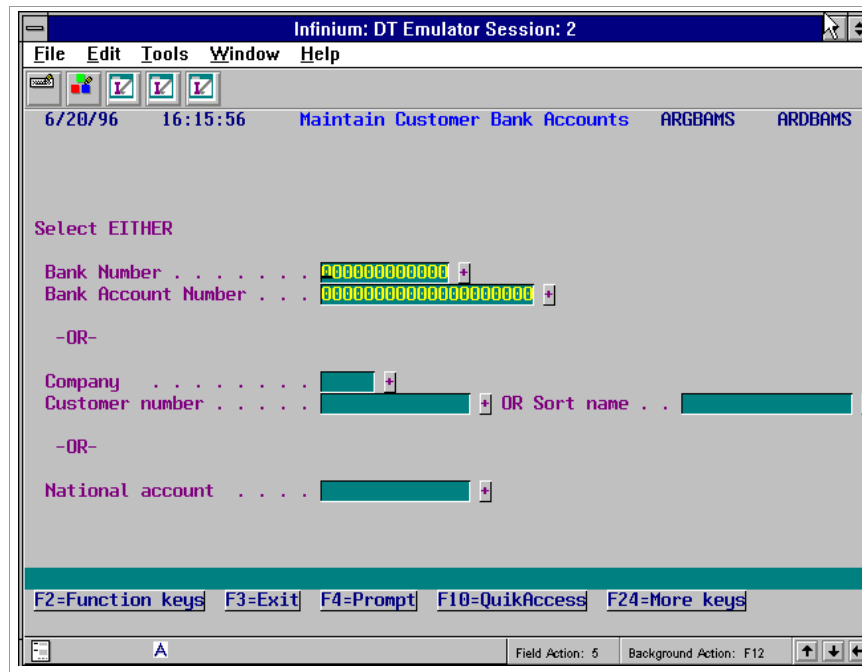 Infinium: DT Emulator Session: 2
File Edit Tools Window Help
6/20/96 16:15:56 Maintain Customer Bank Accounts ARGBAMS ARDBAMS
Select EITHER
Bank Number . . . . . . . 000000000000 +
Bank Account Number . . . 00000000000000000000 +
-OR-
Company . . . . . . . . +
Customer number . . . . . + OR Sort name . .
-OR-
National account . . . . +
F2=Function keys F3=Exit F4=Prompt F10=QuikAccess F24=More keys
A Field Action: 5 Background Action: F12